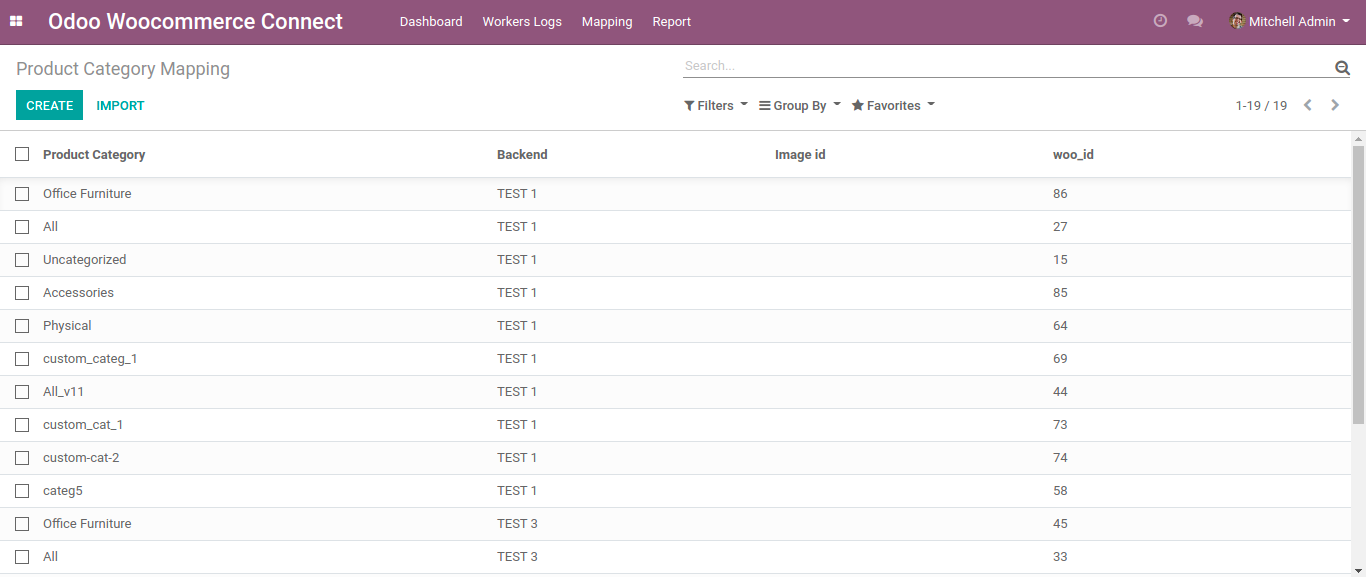 Odoo Woocommerce Connect Dashboard Workers Logs Mapping Report Mitchell Admin
Product Category Mapping Search...
CREATE IMPORT Filters Group By Favorites 1-19 / 19
Product Category Backend Image id woo_id
Office Furniture TEST 1 86
All TEST 1 27
Uncategorized TEST 1 15
Accessories TEST 1 85
Physical TEST 1 64
custom_categ_1 TEST 1 69
All_v11 TEST 1 44
custom_cat_1 TEST 1 73
custom-cat-2 TEST 1 74
categ5 TEST 1 58
Office Furniture TEST 3 45
All TEST 3 33